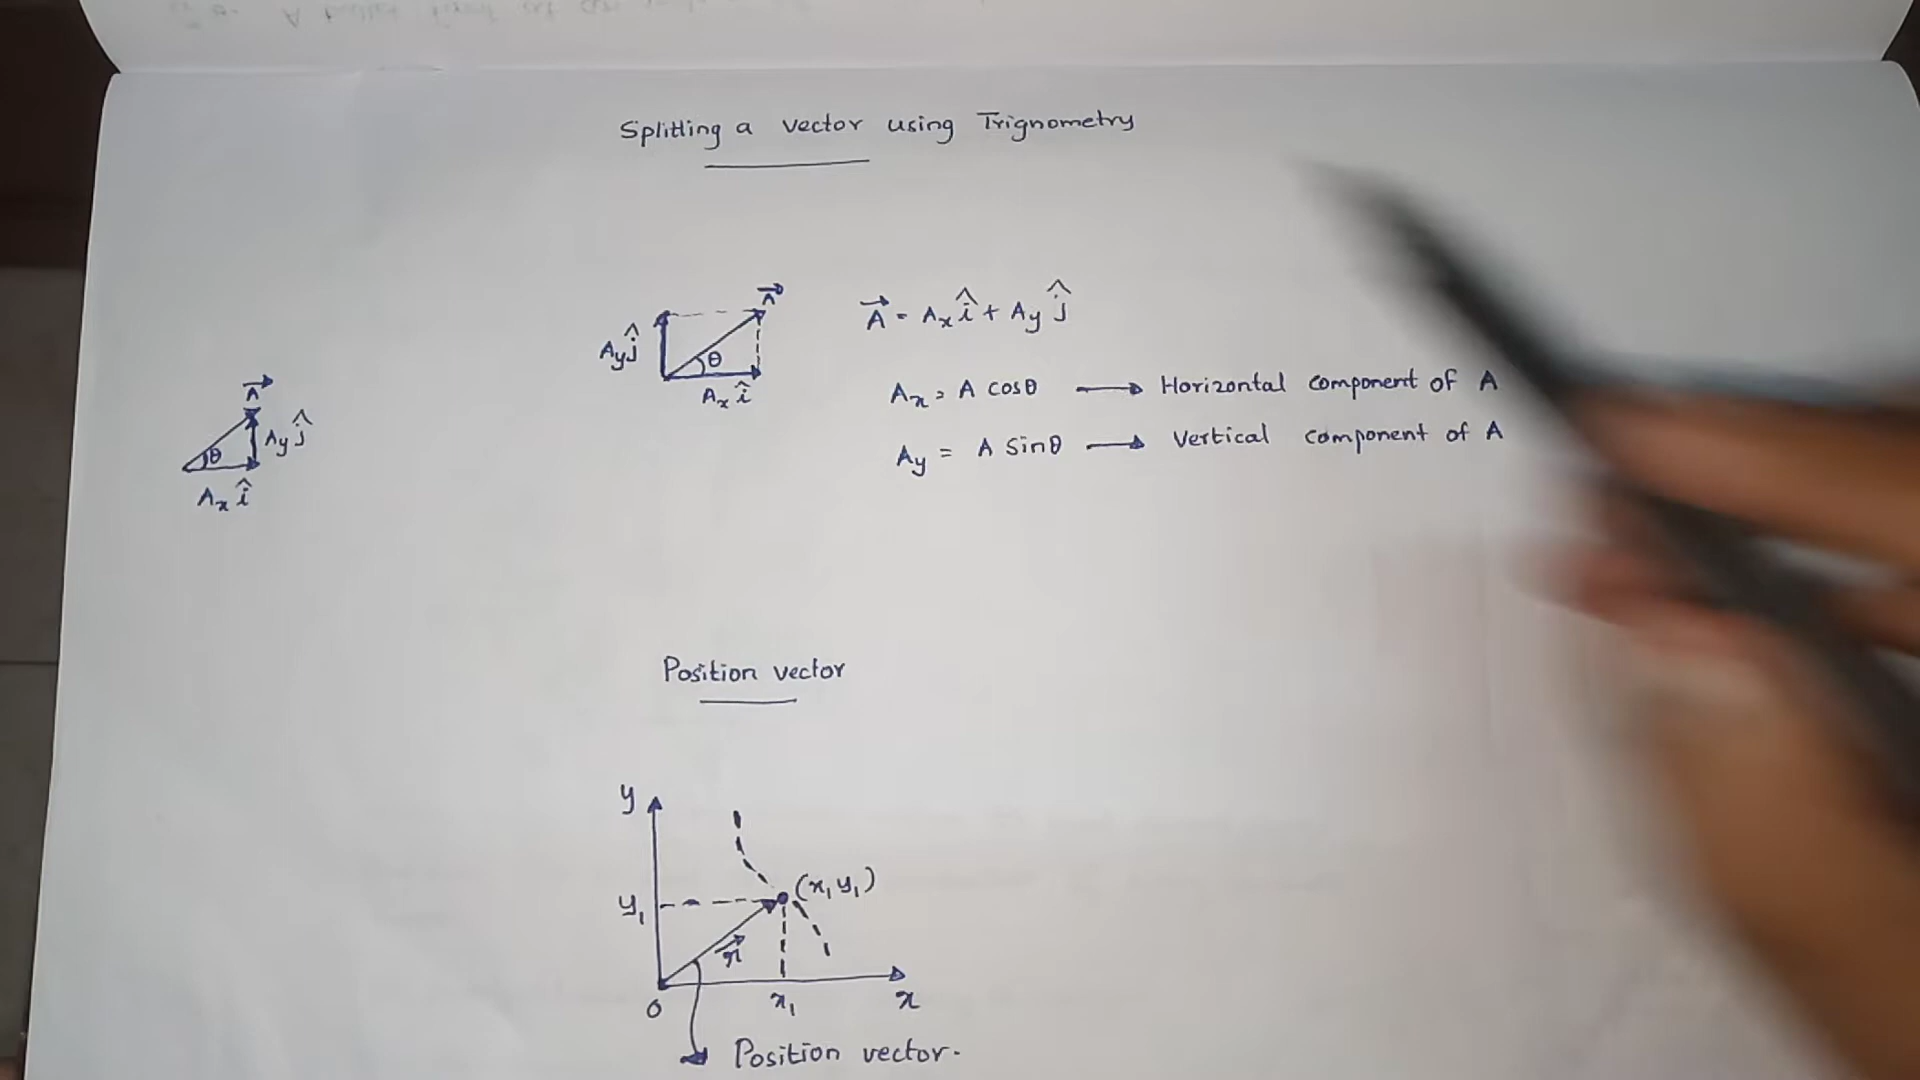 Splitting a vector using Trignometry
A⃗
Ay ĵ
θ
Ax î
A⃗ = Ax î + Ay ĵ
Ax = A cosθ → Horizontal component of A
Ay = A Sinθ → Vertical component of A
A⃗
Ay ĵ
θ
Ax î
Position vector
y
(x₁ y₁)
y₁
r⃗
0
x₁
x
Position vector.